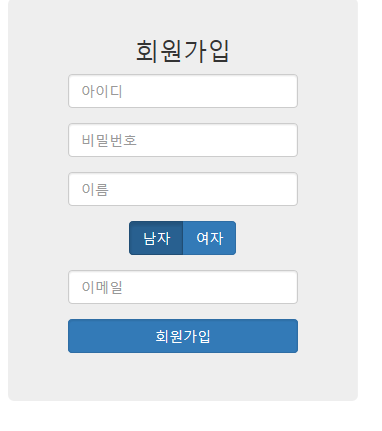 회원가입
아이디
비밀번호
이름
남자 여자
이메일
회원가입